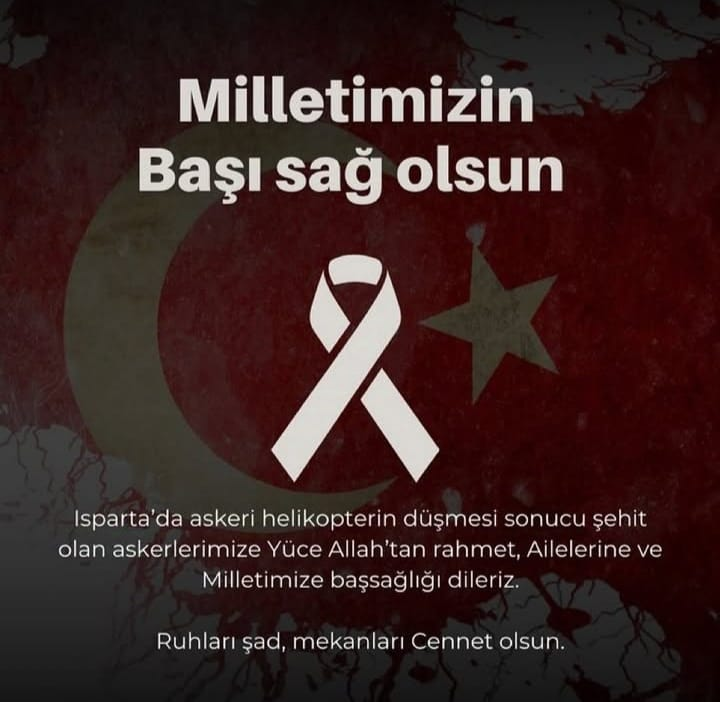 Milletimizin
Başı sağ olsun
Isparta'da askeri helikopterin düşmesi sonucu şehit
olan askerlerimize Yüce Allah'tan rahmet, Ailelerine ve
Milletimize başsağlığı dileriz.
Ruhları şad, mekanları Cennet olsun.